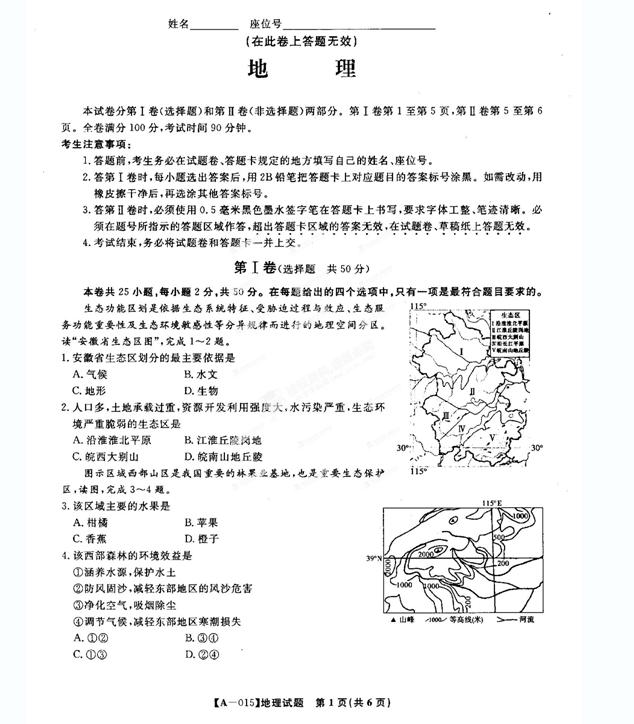 姓名________ 座位号____________________
(在此卷上答题无效)
地 理
本试卷分第Ⅰ卷(选择题)和第Ⅱ卷(非选择题)两部分。第Ⅰ卷第1至第5页,第Ⅱ卷第5至第6
页。全卷满分100分,考试时间90分钟。
考生注意事项:
1.答题前,考生务必在试题卷、答题卡规定的地方填写自己的姓名、座位号。
2.答第Ⅰ卷时,每小题选出答案后,用2B铅笔把答题卡上对应题目的答案标号涂黑。如需改动,用
橡皮擦干净后,再选涂其他答案标号。
3.答第Ⅱ卷时,必须使用0.5毫米黑色墨水签字笔在答题卡上书写,要求字体工整、笔迹清晰。必
须在题号所指示的答题区域作答,超出答题卡区域的答案无效,在试题卷、草稿纸上答题无效。
4.考试结束,务必将试题卷和答题卡一并上交。
第Ⅰ卷(选择题 共50分)
本卷共25小题,每小题2分,共50分。在每题给出的四个选项中,只有一项是最符合题目要求的。
生态功能区划是依据生态系统特征、受胁迫过程与效应、生态服
务功能重要性及生态环境敏感性等分异规律而进行的地理空间分区。
读“安徽省生态区图”,完成1~2题。
1.安徽省生态区划分的最主要依据是
A.气候 B.水文
C.地形 D.生物
2.人口多,土地承载过重,资源开发利用强度大,水污染严重,生态环
境严重脆弱的生态区是
A.沿淮淮北平原 B.江淮丘陵岗地
C.皖西大别山 D.皖南山地丘陵
115°
生态区
Ⅰ沿淮淮北平原
Ⅱ江淮丘陵岗地
Ⅲ皖西大别山
Ⅳ沿长江平原
Ⅴ皖南山地丘陵
Ⅰ
Ⅱ
Ⅲ
Ⅳ
Ⅴ
30° 30°
115°
图示区域西部山区是我国重要的林果业基地,也是重要生态保护
区,读图,完成3~4题。
3.该区域主要的水果是
A.柑橘 B.苹果
C.香蕉 D.橙子
4.该西部森林的环境效益是
①涵养水源,保护水土
②防风固沙,减轻东部地区的风沙危害
③净化空气,吸烟除尘
④调节气候,减轻东部地区寒潮损失
A.①② B.③④
C.①③ D.②④
115°E
1000
500
2000
39°N
200
1000
1000
1000
200
▲山峰 1000 等高线(米) 河流
【A-015】地理试题 第1页(共6页)